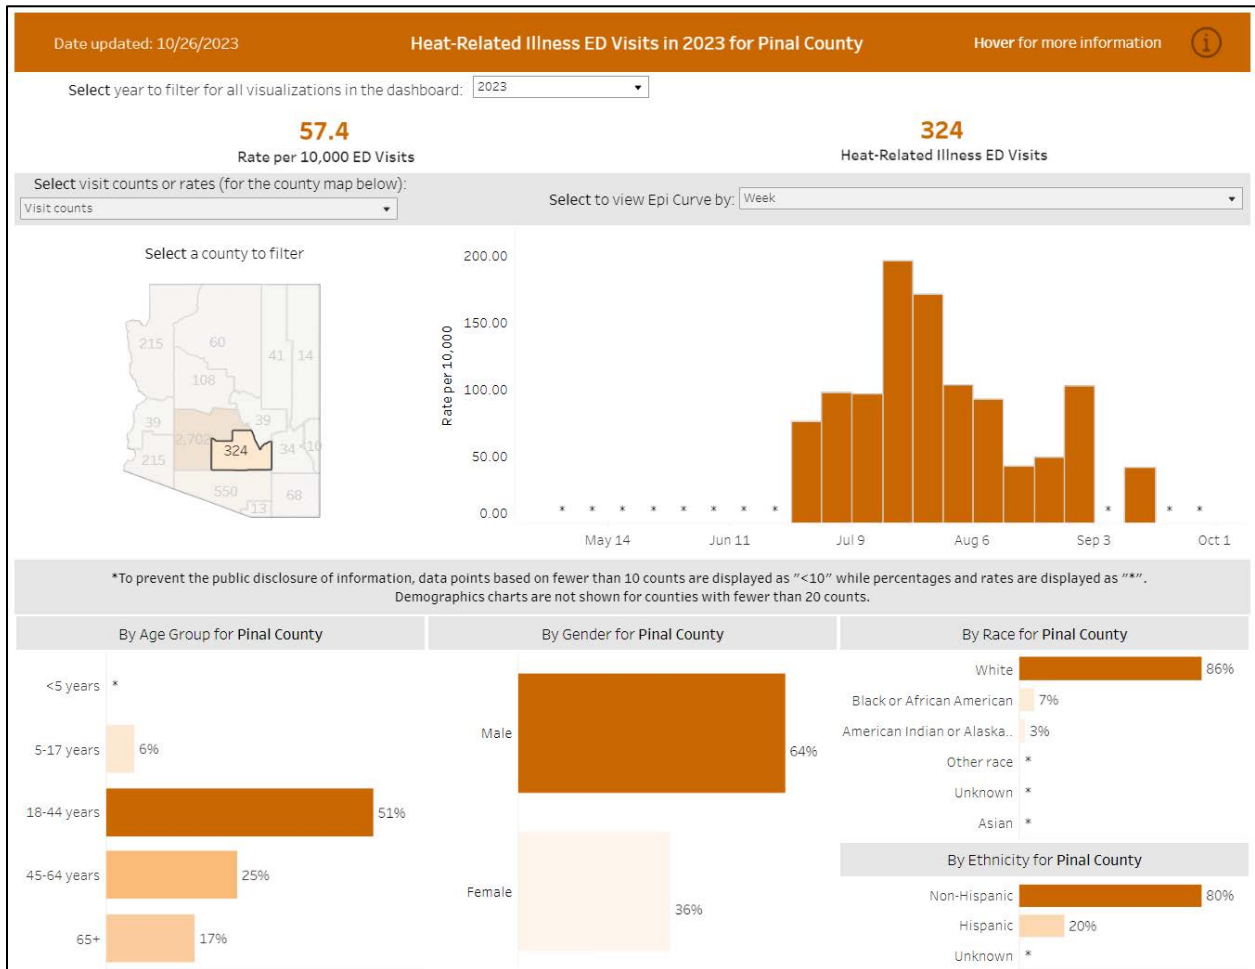 Date updated: 10/26/2023
Heat-Related Illness ED Visits in 2023 for Pinal County
Hover for more information
i
Select year to filter for all visualizations in the dashboard:
2023
57.4
Rate per 10,000 ED Visits
324
Heat-Related Illness ED Visits
Select visit counts or rates (for the county map below):
Visit counts
Select to view Epi Curve by:
Week
Select a county to filter
215
60
41
14
108
39
2,702
39
324
34
<10
215
550
13
68
Rate per 10,000
200.00
150.00
100.00
50.00
0.00
* * * * * * * * * * *
May 14
Jun 11
Jul 9
Aug 6
Sep 3
Oct 1
*To prevent the public disclosure of information, data points based on fewer than 10 counts are displayed as "<10" while percentages and rates are displayed as "*".
Demographics charts are not shown for counties with fewer than 20 counts.
By Age Group for Pinal County
<5 years *
5-17 years 6%
18-44 years 51%
45-64 years 25%
65+ 17%
By Gender for Pinal County
Male 64%
Female 36%
By Race for Pinal County
White 86%
Black or African American 7%
American Indian or Alaska.. 3%
Other race *
Unknown *
Asian *
By Ethnicity for Pinal County
Non-Hispanic 80%
Hispanic 20%
Unknown *